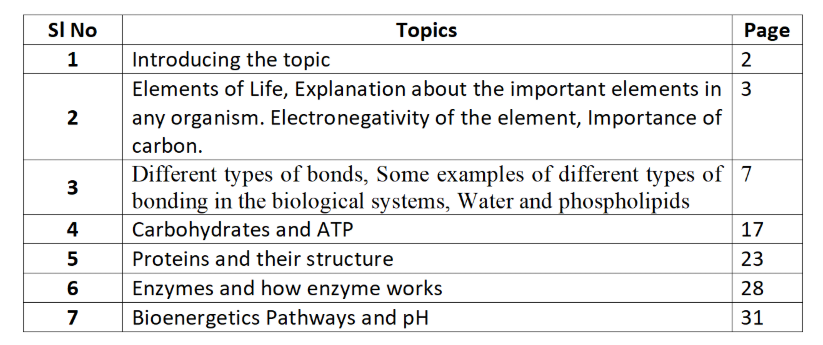 Sl No Topics Page
1 Introducing the topic 2
Elements of Life, Explanation about the important elements in 3
2 any organism. Electronegativity of the element, Importance of
carbon.
3 Different types of bonds, Some examples of different types of 7
bonding in the biological systems, Water and phospholipids
4 Carbohydrates and ATP 17
5 Proteins and their structure 23
6 Enzymes and how enzyme works 28
7 Bioenergetics Pathways and pH 31